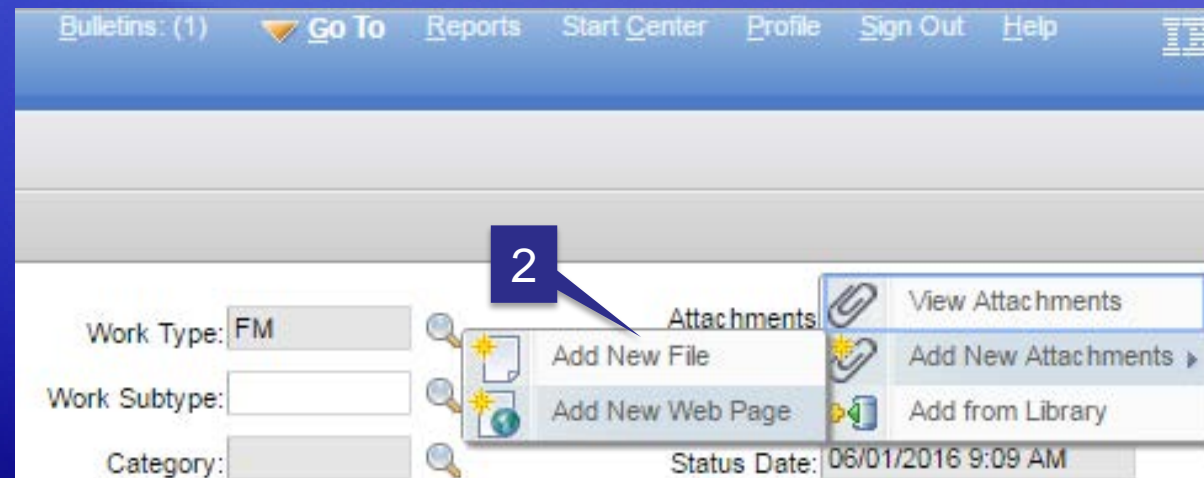 Bulletins: (1) Go To Reports Start Center Profile Sign Out Help
2
Work Type: FM
Attachments
View Attachments
Add New File
Add New Attachments
Work Subtype:
Add New Web Page
Add from Library
Category:
Status Date: 06/01/2016 9:09 AM